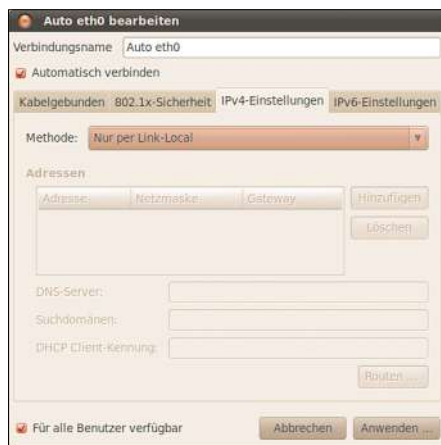 Auto eth0 bearbeiten
Verbindungsname Auto eth0
Automatisch verbinden
Kabelgebunden 802.1x-Sicherheit IPv4-Einstellungen IPv6-Einstellungen
Methode: Nur per Link-Local
Adressen
Adresse Netzmaske Gateway Hinzufügen
Löschen
DNS-Server:
Suchdomänen:
DHCP Client-Kennung:
Routen ...
Für alle Benutzer verfügbar Abbrechen Anwenden ...